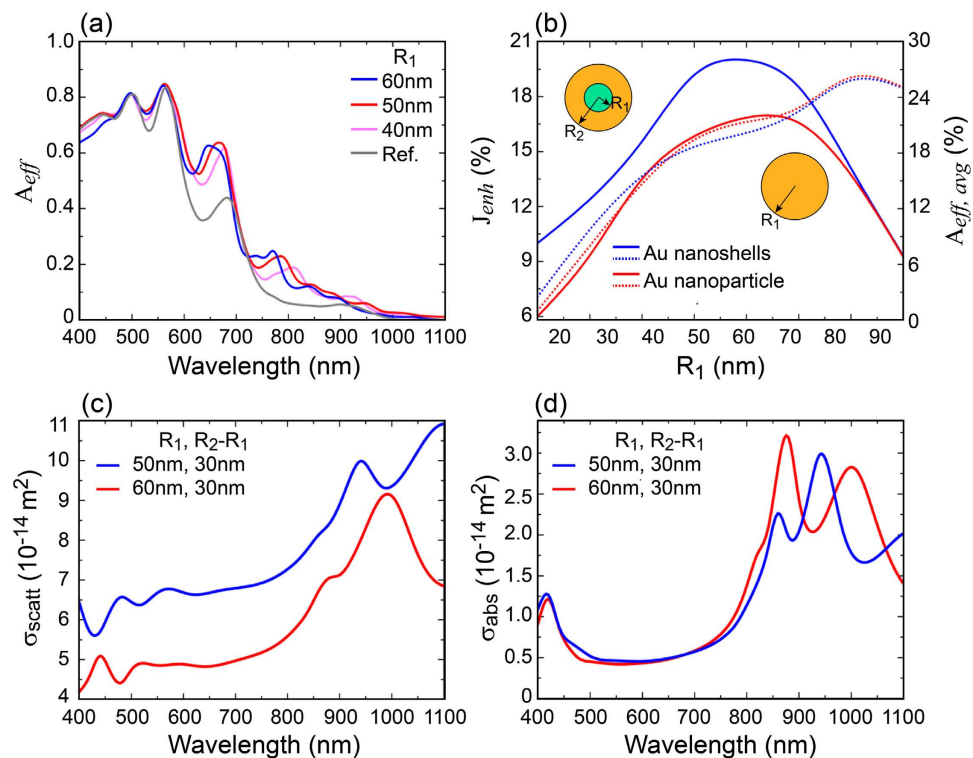 (a)
1.0
0.8
0.6
0.4
0.2
0
A_eff
R₁
60nm
50nm
40nm
Ref.
400 500 600 700 800 900 1000 1100
Wavelength (nm)
(b)
21
18
15
12
9
6
J_enh (%)
R₁
R₂
R₁
Au nanoshells
Au nanoparticle
30
24
18
12
6
0
A_eff, avg (%)
20 30 40 50 60 70 80 90
R₁ (nm)
(c)
11
10
9
8
7
6
5
4
σ_scatt (10⁻¹⁴ m²)
R₁, R₂-R₁
50nm, 30nm
60nm, 30nm
400 500 600 700 800 900 1000 1100
Wavelength (nm)
(d)
3.0
2.5
2.0
1.5
1.0
0.5
0
σ_abs (10⁻¹⁴ m²)
R₁, R₂-R₁
50nm, 30nm
60nm, 30nm
400 500 600 700 800 900 1000 1100
Wavelength (nm)